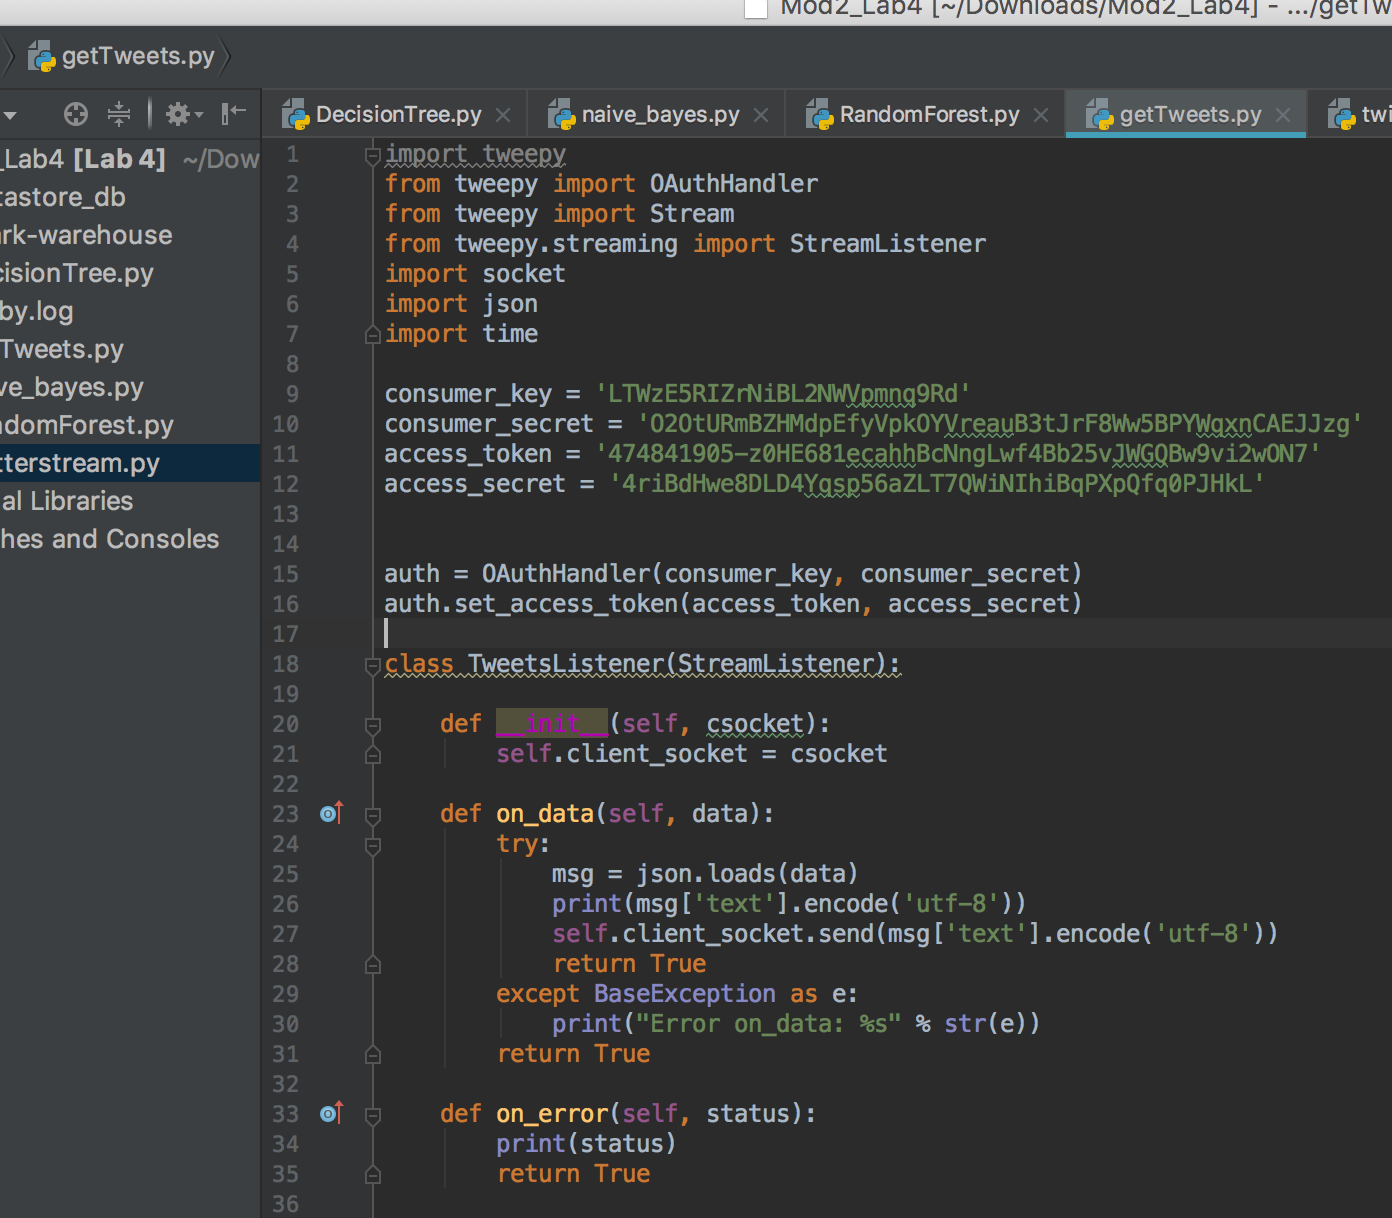 Mod2_Lab4 [~/Downloads/Mod2_Lab4] - .../getTw
getTweets.py
DecisionTree.py
naive_bayes.py
RandomForest.py
getTweets.py
twi
_Lab4 [Lab 4] ~/Dow
tastore_db
ark-warehouse
cisionTree.py
by.log
Tweets.py
ve_bayes.py
ndomForest.py
tterstream.py
al Libraries
hes and Consoles
1 import tweepy
2 from tweepy import OAuthHandler
3 from tweepy import Stream
4 from tweepy.streaming import StreamListener
5 import socket
6 import json
7 import time
8
9 consumer_key = 'LTWzE5RIZrNiBL2NWVpmnq9Rd'
10 consumer_secret = 'O2OtURmBZHMdpEfyVpkOYVreauB3tJrF8Ww5BPYWqxnCAEJJzg'
11 access_token = '474841905-z0HE681ecahhBcNngLwf4Bb25vJWGQBw9vi2wON7'
12 access_secret = '4riBdHwe8DLD4Yqsp56aZLT7QWiNIhiBqPXpQfq0PJHkL'
13
14
15 auth = OAuthHandler(consumer_key, consumer_secret)
16 auth.set_access_token(access_token, access_secret)
17
18 class TweetsListener(StreamListener):
19
20     def __init__(self, csocket):
21         self.client_socket = csocket
22
23     def on_data(self, data):
24         try:
25             msg = json.loads(data)
26             print(msg['text'].encode('utf-8'))
27             self.client_socket.send(msg['text'].encode('utf-8'))
28             return True
29         except BaseException as e:
30             print("Error on_data: %s" % str(e))
31         return True
32
33     def on_error(self, status):
34         print(status)
35         return True
36